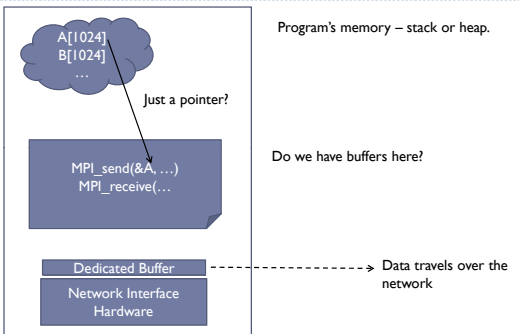 A[1024]
B[1024]
…
Program's memory – stack or heap.
Just a pointer?
MPI_send(&A, …)
MPI_receive(…
Do we have buffers here?
Dedicated Buffer
Data travels over the
network
Network Interface
Hardware